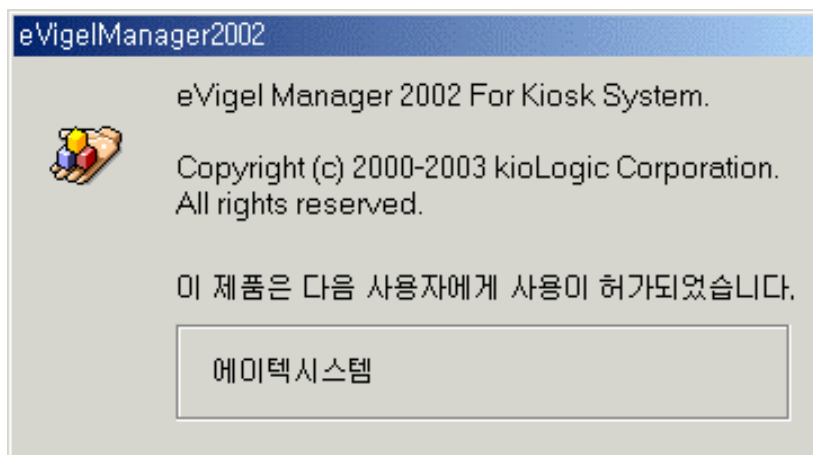 eVigelManager2002
eVigel Manager 2002 For Kiosk System.
Copyright (c) 2000-2003 kioLogic Corporation.
All rights reserved.
이 제품은 다음 사용자에게 사용이 허가되었습니다.
에이텍시스템